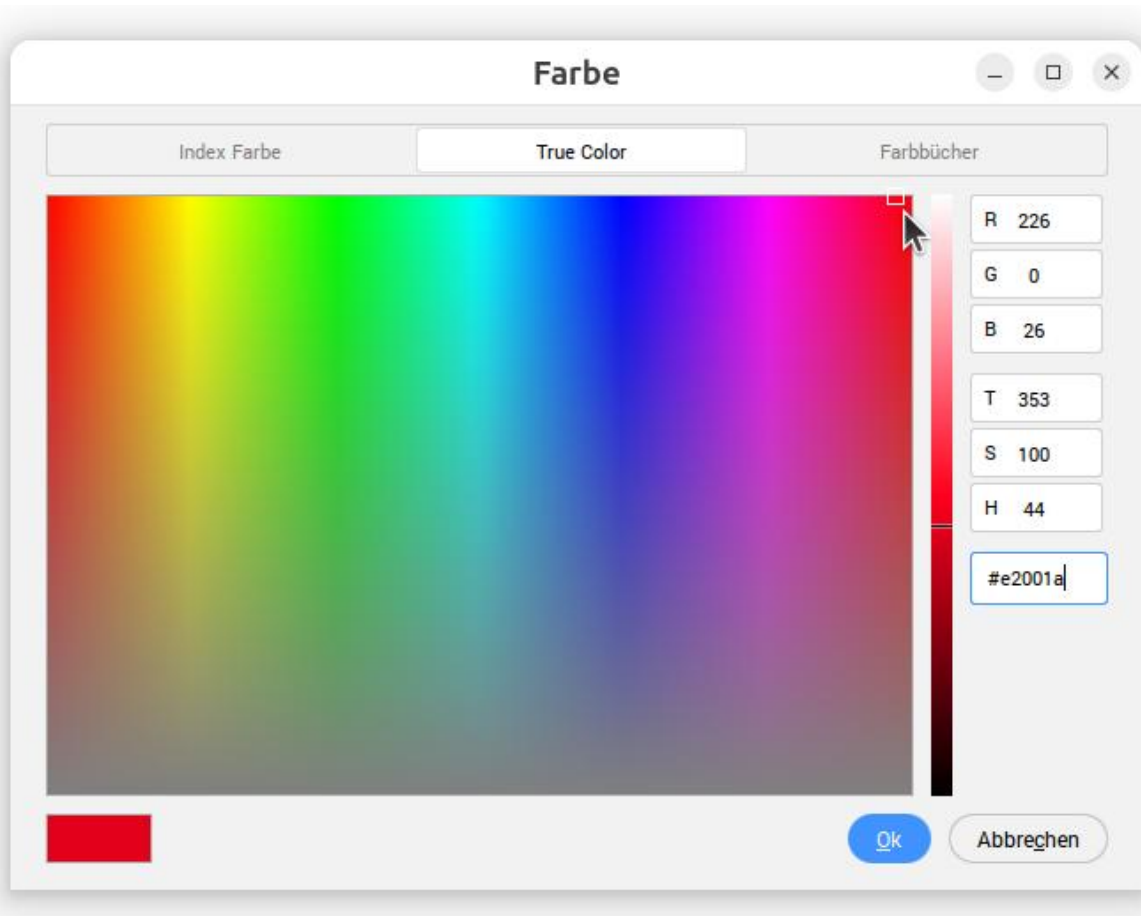 Farbe
Index Farbe True Color Farbbücher
R 226
G 0
B 26
T 353
S 100
H 44
#e2001a
Ok Abbrechen